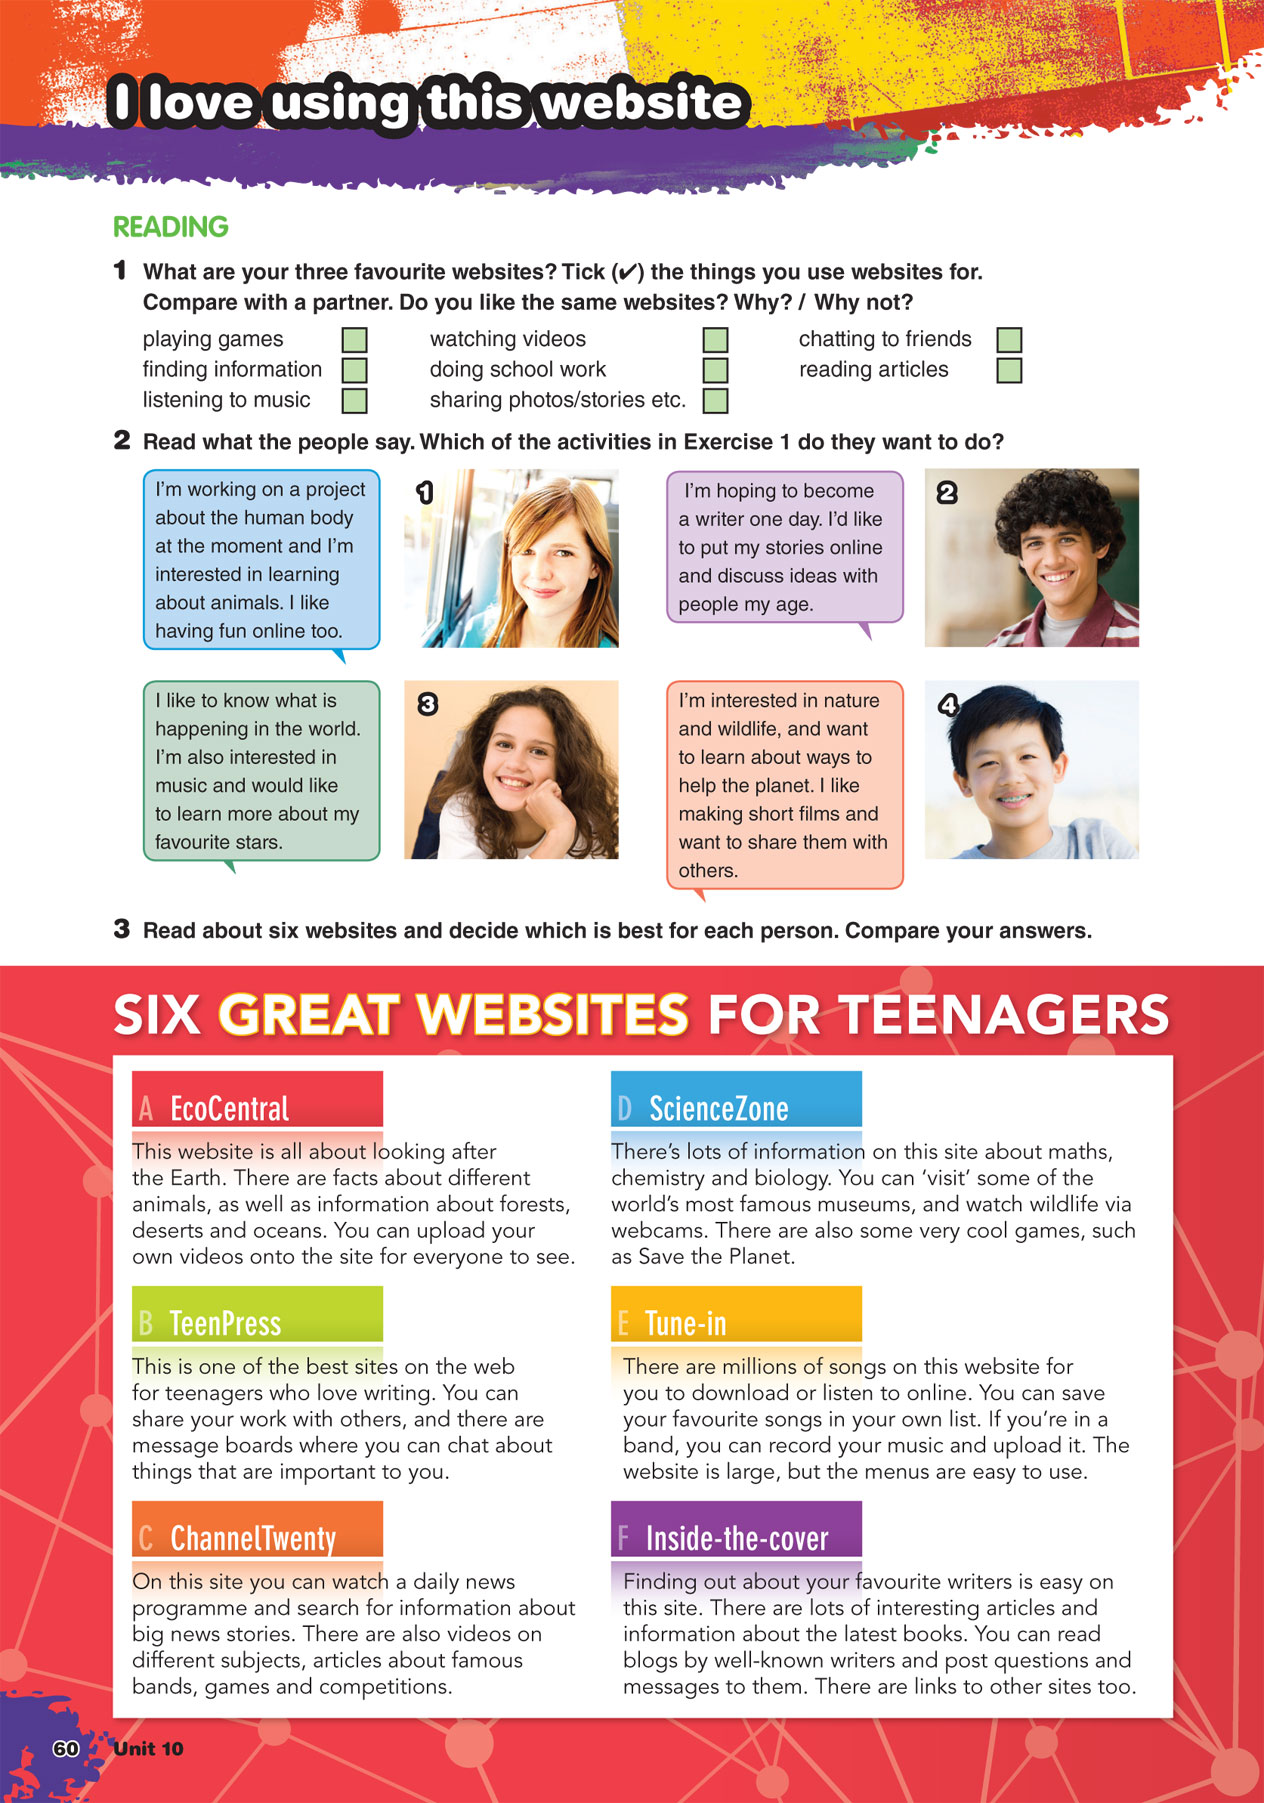 I love using this website
READING
1 What are your three favourite websites? Tick (✔) the things you use websites for.
Compare with a partner. Do you like the same websites? Why? / Why not?
playing games
watching videos
chatting to friends
finding information
doing school work
reading articles
listening to music
sharing photos/stories etc.
2 Read what the people say. Which of the activities in Exercise 1 do they want to do?
I'm working on a project
about the human body
at the moment and I'm
interested in learning
about animals. I like
having fun online too.
1
I'm hoping to become
a writer one day. I'd like
to put my stories online
and discuss ideas with
people my age.
2
I like to know what is
happening in the world.
I'm also interested in
music and would like
to learn more about my
favourite stars.
3
I'm interested in nature
and wildlife, and want
to learn about ways to
help the planet. I like
making short films and
want to share them with
others.
4
3 Read about six websites and decide which is best for each person. Compare your answers.
SIX GREAT WEBSITES FOR TEENAGERS
A EcoCentral
This website is all about looking after
the Earth. There are facts about different
animals, as well as information about forests,
deserts and oceans. You can upload your
own videos onto the site for everyone to see.
B TeenPress
This is one of the best sites on the web
for teenagers who love writing. You can
share your work with others, and there are
message boards where you can chat about
things that are important to you.
C ChannelTwenty
On this site you can watch a daily news
programme and search for information about
big news stories. There are also videos on
different subjects, articles about famous
bands, games and competitions.
D ScienceZone
There's lots of information on this site about maths,
chemistry and biology. You can ‘visit’ some of the
world's most famous museums, and watch wildlife via
webcams. There are also some very cool games, such
as Save the Planet.
E Tune-in
There are millions of songs on this website for
you to download or listen to online. You can save
your favourite songs in your own list. If you're in a
band, you can record your music and upload it. The
website is large, but the menus are easy to use.
F Inside-the-cover
Finding out about your favourite writers is easy on
this site. There are lots of interesting articles and
information about the latest books. You can read
blogs by well-known writers and post questions and
messages to them. There are links to other sites too.
60 Unit 10